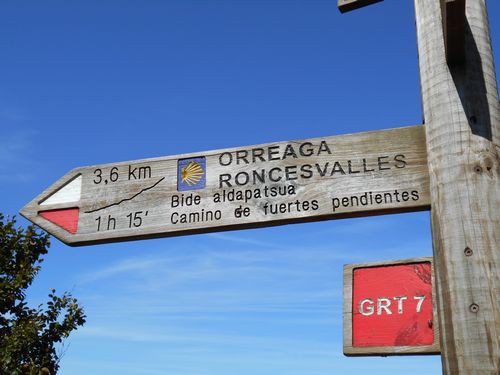 3,6 km
1 h 15'
ORREAGA
RONCESVALLES
Bide aldapatsua
Camino de fuertes pendientes
GRT 7